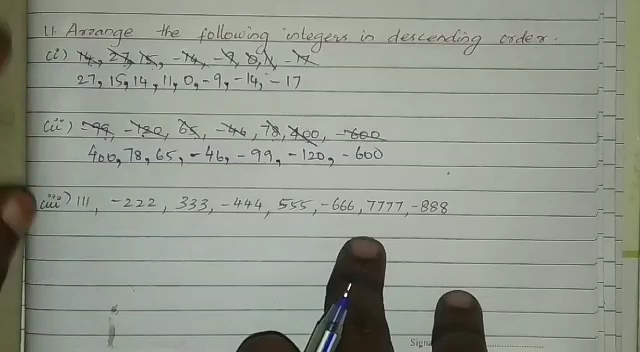 11. Arrange the following integers in descending order.
(i) 14, 27, 15, -14, -9, 0, 11, -17
27, 15, 14, 11, 0, -9, -14, -17
(ii) -99, -120, 65, -46, 78, 400, -600
400, 78, 65, -46, -99, -120, -600
(iii) 111, -222, 333, -444, 555, -666, 7777, -888
Signa